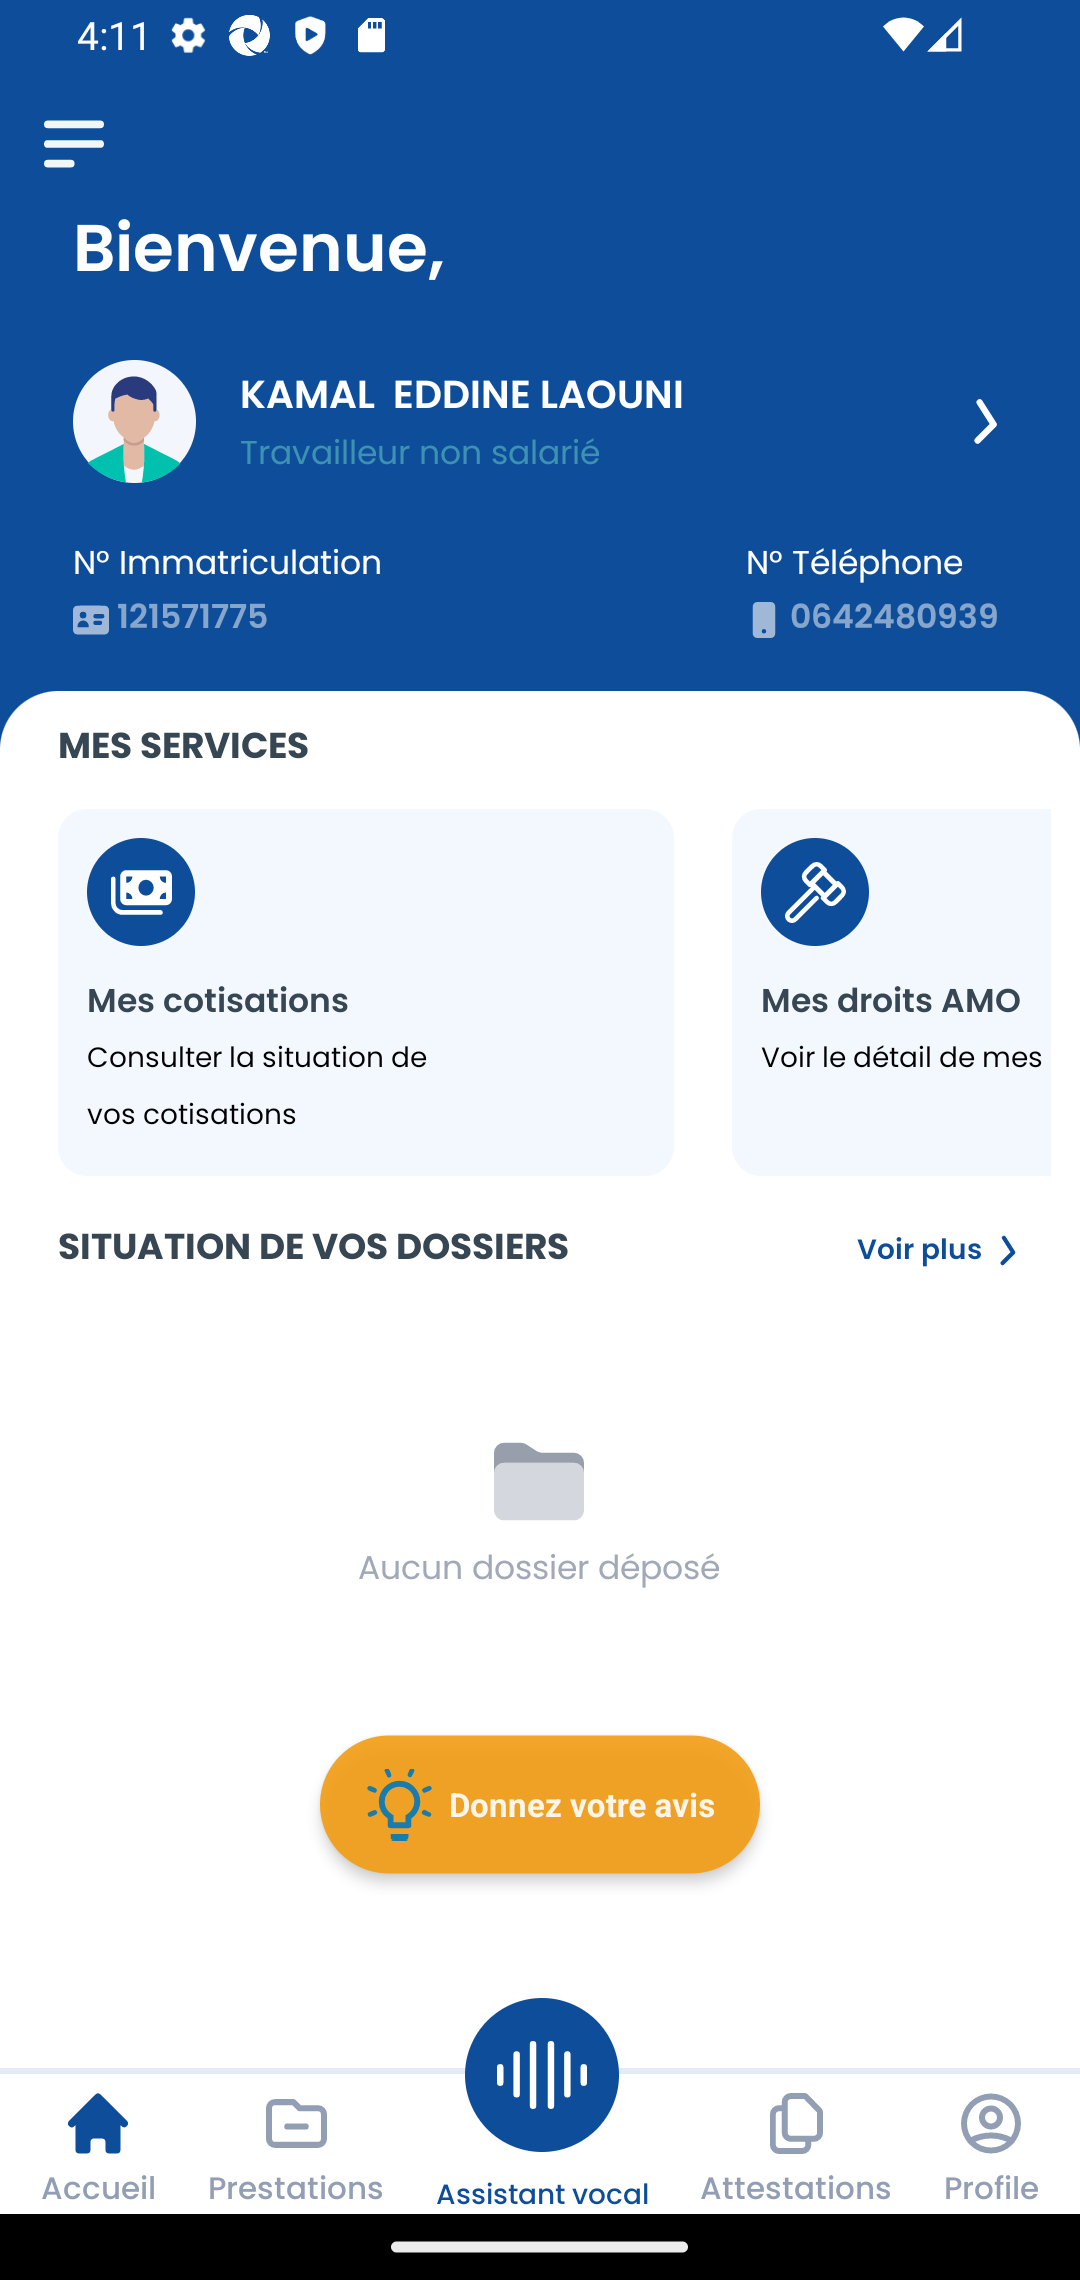 4:11
Bienvenue,
KAMAL  EDDINE LAOUNI
Travailleur non salarié
N° Immatriculation
121571775
N° Téléphone
0642480939
MES SERVICES
Mes cotisations
Consulter la situation de
vos cotisations
Mes droits AMO
Voir le détail de mes
SITUATION DE VOS DOSSIERS
Voir plus
Aucun dossier déposé
Donnez votre avis
Accueil
Prestations
Assistant vocal
Attestations
Profile